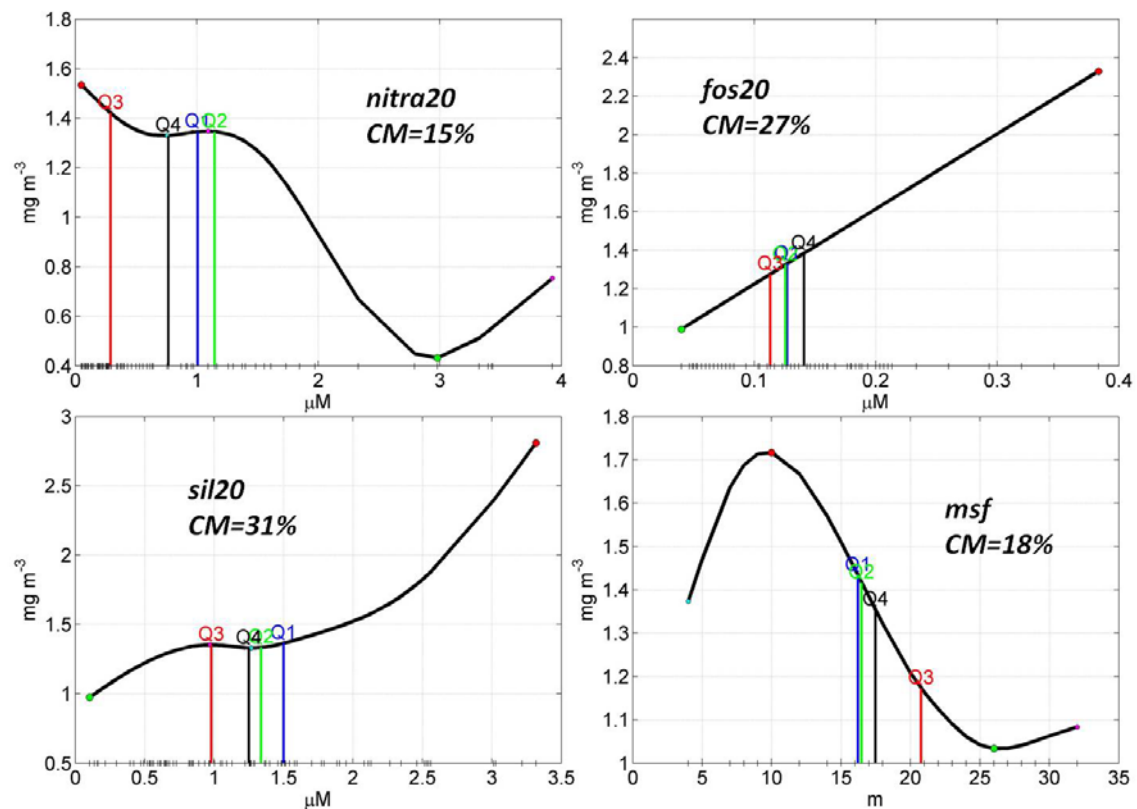 1.8
1.6
1.4
1.2
1
0.8
0.6
0.4
mg m-3
0 1 2 3 4
μM
Q3
Q4
Q1
Q2
nitra20
CM=15%
2.4
2.2
2
1.8
1.6
1.4
1.2
1
0.8
mg m-3
0 0.1 0.2 0.3 0.4
μM
Q3
Q2
Q4
fos20
CM=27%
3
2.5
2
1.5
1
0.5
mg m-3
0 0.5 1 1.5 2 2.5 3 3.5
μM
Q3
Q4
Q2
Q1
sil20
CM=31%
1.8
1.7
1.6
1.5
1.4
1.3
1.2
1.1
1
mg m-3
0 5 10 15 20 25 30 35
m
Q1
Q2
Q4
Q3
msf
CM=18%